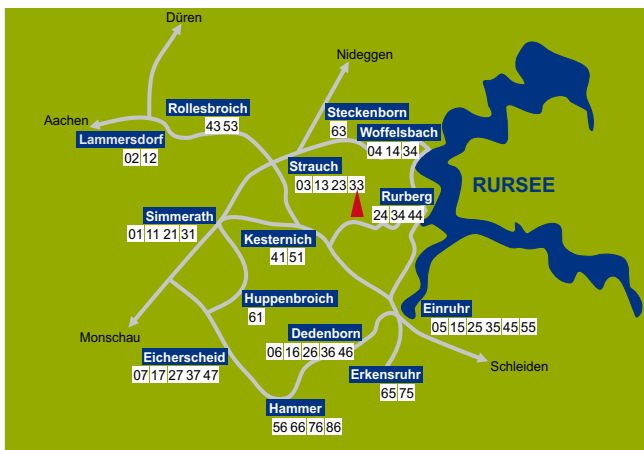 Düren
Nideggen
Aachen
Rollesbroich
43 53
Steckenborn
63
Lammersdorf
02 12
Woffelsbach
04 14 34
Strauch
03 13 23 33
RURSEE
Rurberg
24 34 44
Simmerath
01 11 21 31
Kesternich
41 51
Huppenbroich
61
Einruhr
05 15 25 35 45 55
Monschau
Dedenborn
06 16 26 36 46
Eicherscheid
07 17 27 37 47
Schleiden
Erkensruhr
65 75
Hammer
56 66 76 86